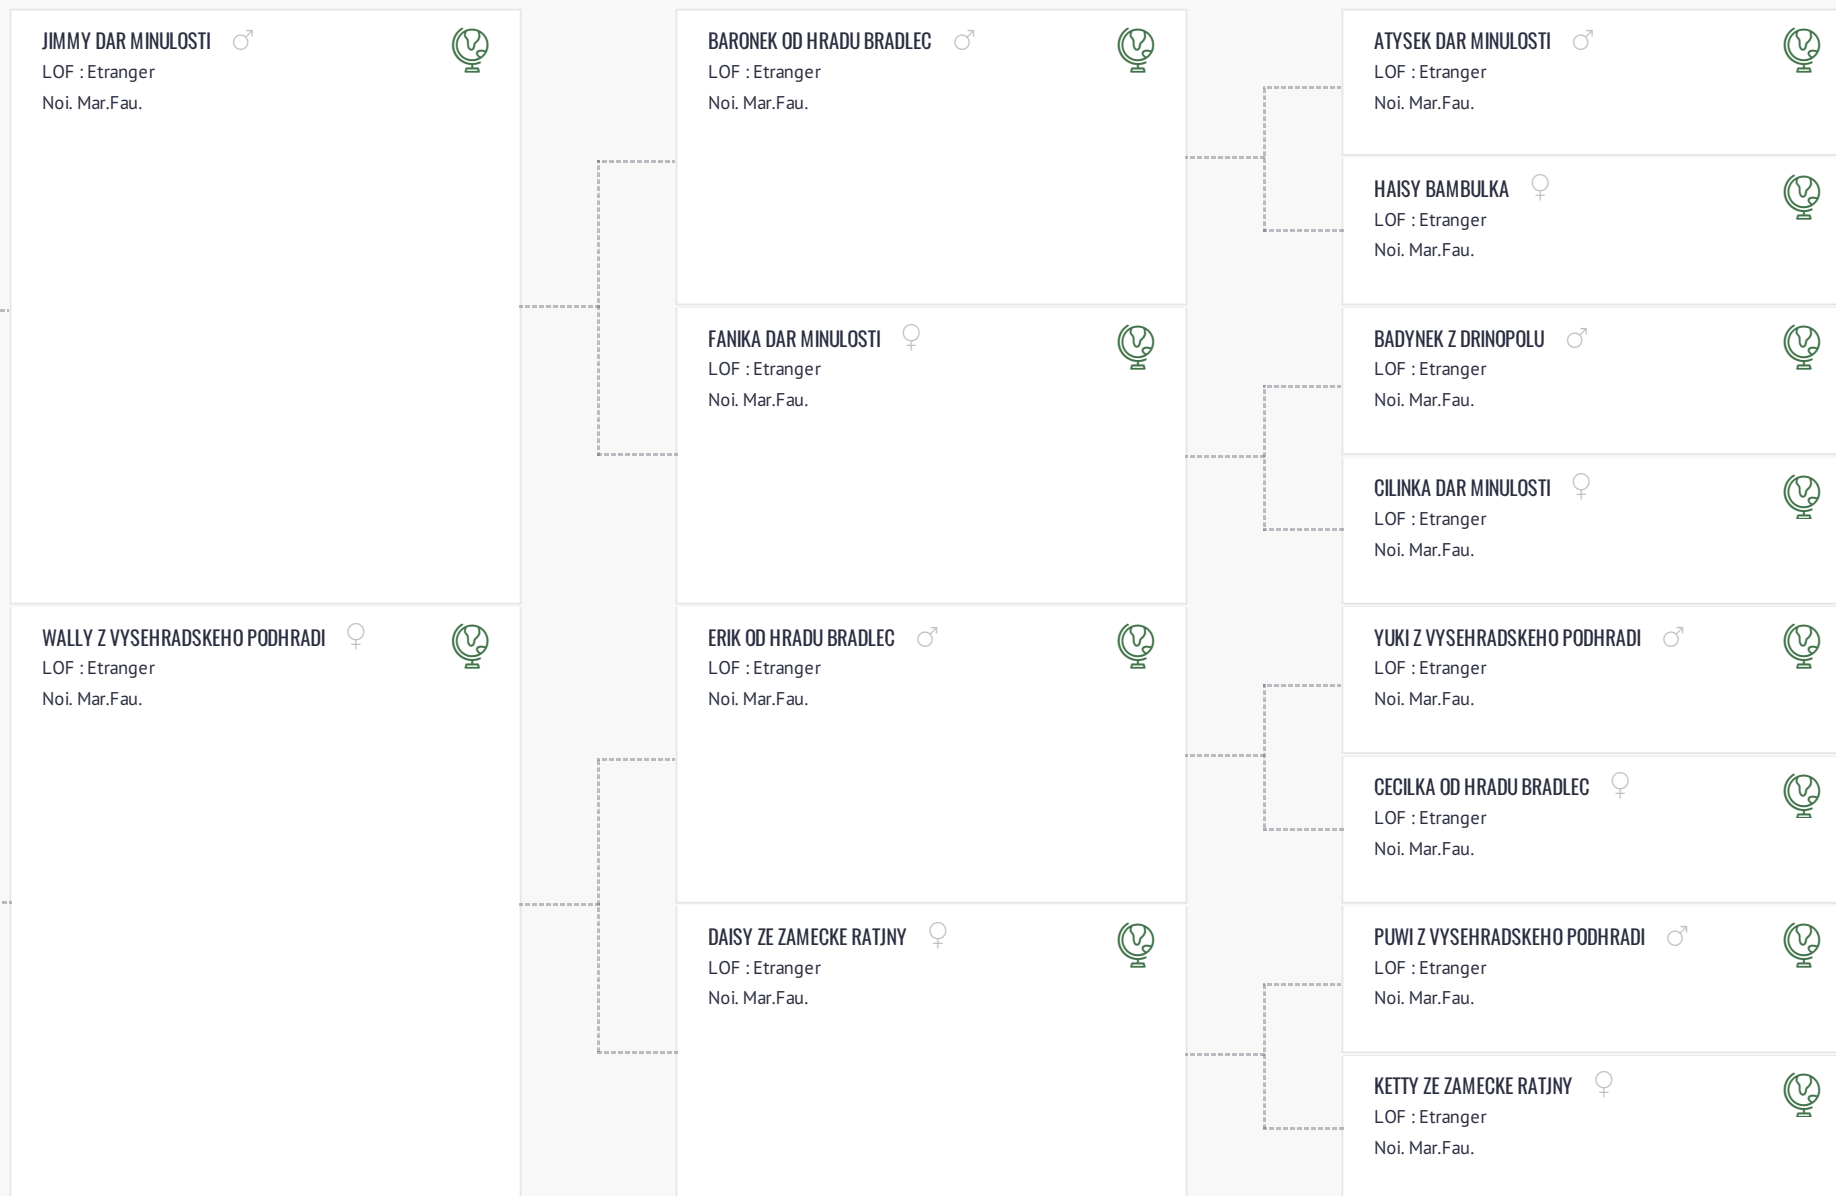 JIMMY DAR MINULOSTI
LOF : Etranger
Noi. Mar.Fau.
WALLY Z VYSEHRADSKEHO PODHRADI
LOF : Etranger
Noi. Mar.Fau.
BARONEK OD HRADU BRADLEC
LOF : Etranger
Noi. Mar.Fau.
FANIKA DAR MINULOSTI
LOF : Etranger
Noi. Mar.Fau.
ERIK OD HRADU BRADLEC
LOF : Etranger
Noi. Mar.Fau.
DAISY ZE ZAMECKE RATJNY
LOF : Etranger
Noi. Mar.Fau.
ATYSEK DAR MINULOSTI
LOF : Etranger
Noi. Mar.Fau.
HAISY BAMBULKA
LOF : Etranger
Noi. Mar.Fau.
BADYNEK Z DRINOPOLU
LOF : Etranger
Noi. Mar.Fau.
CILINKA DAR MINULOSTI
LOF : Etranger
Noi. Mar.Fau.
YUKI Z VYSEHRADSKEHO PODHRADI
LOF : Etranger
Noi. Mar.Fau.
CECILKA OD HRADU BRADLEC
LOF : Etranger
Noi. Mar.Fau.
PUWI Z VYSEHRADSKEHO PODHRADI
LOF : Etranger
Noi. Mar.Fau.
KETTY ZE ZAMECKE RATJNY
LOF : Etranger
Noi. Mar.Fau.